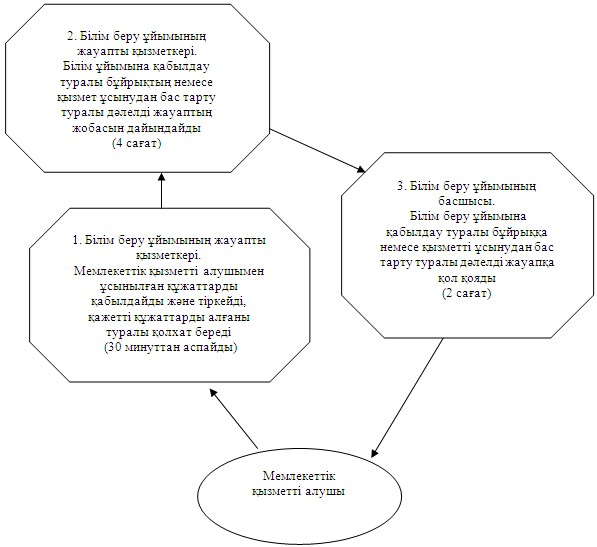 2. Білім беру ұйымының
жауапты қызметкері.
Білім ұйымына қабылдау
туралы бұйрықтың немесе
қызмет ұсынудан бас тарту
туралы дәлелді жауаптың
жобасын дайындайды
(4 сағат)
3. Білім беру ұйымының
басшысы.
Білім беру ұйымына
қабылдау туралы бұйрыққа
немесе қызметті ұсынудан бас
тарту туралы дәлелді жауапқа
қол қояды
(2 сағат)
1. Білім беру ұйымының жауапты
қызметкері.
Мемлекеттік қызметті алушымен
ұсынылған құжаттарды
қабылдайды және тіркейді,
қажетті құжаттарды алғаны
туралы қолхат береді
(30 минуттан аспайды)
Мемлекеттік
қызметті алушы